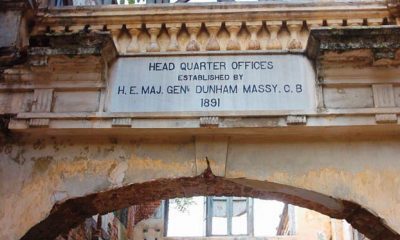 HEAD QUARTER OFFICES
ESTABLISHED BY
H. E. MAJ. GENL DUNHAM MASSY. C. B
1891